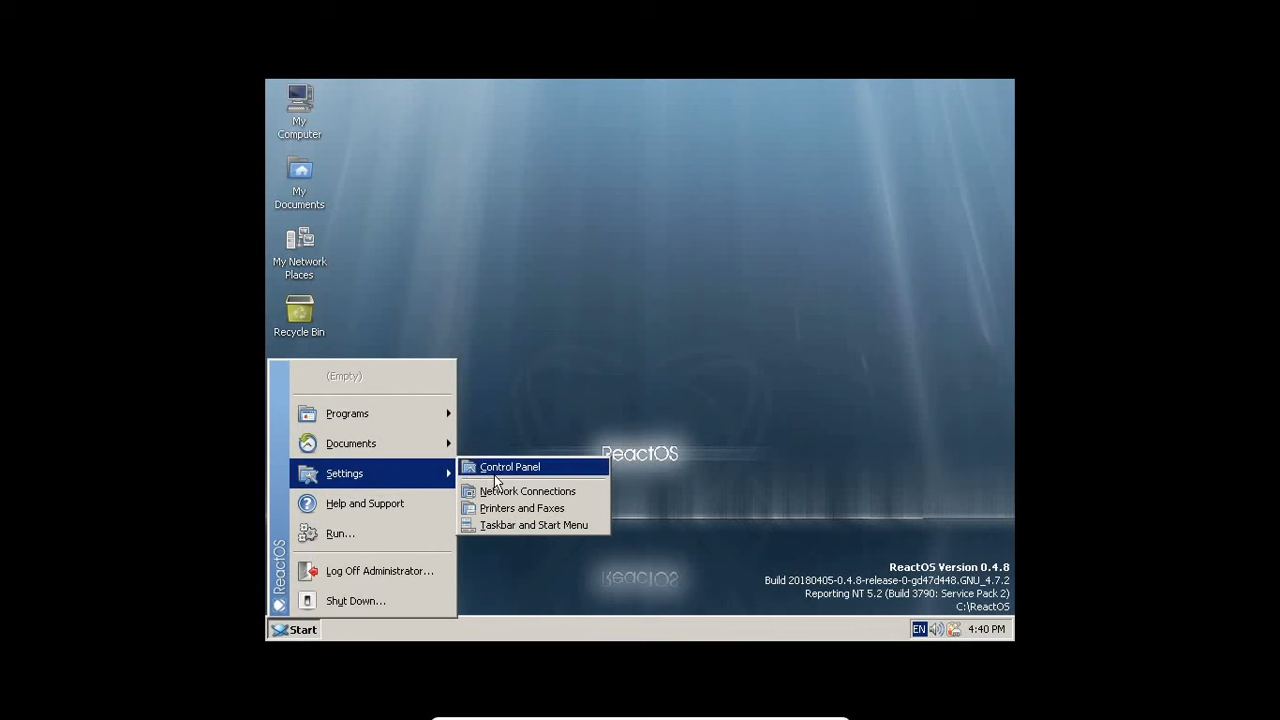 My
Computer
My
Documents
My Network
Places
Recycle Bin
(Empty)
Programs
Documents
Settings
Help and Support
Run...
Log Off Administrator...
Shut Down...
ReactOS
Control Panel
Network Connections
Printers and Faxes
Taskbar and Start Menu
ReactOS
ReactOS
ReactOS Version 0.4.8
Build 20180405-0.4.8-release-0-gd47d448.GNU_4.7.2
Reporting NT 5.2 (Build 3790: Service Pack 2)
C:\ReactOS
Start
EN
4:40 PM